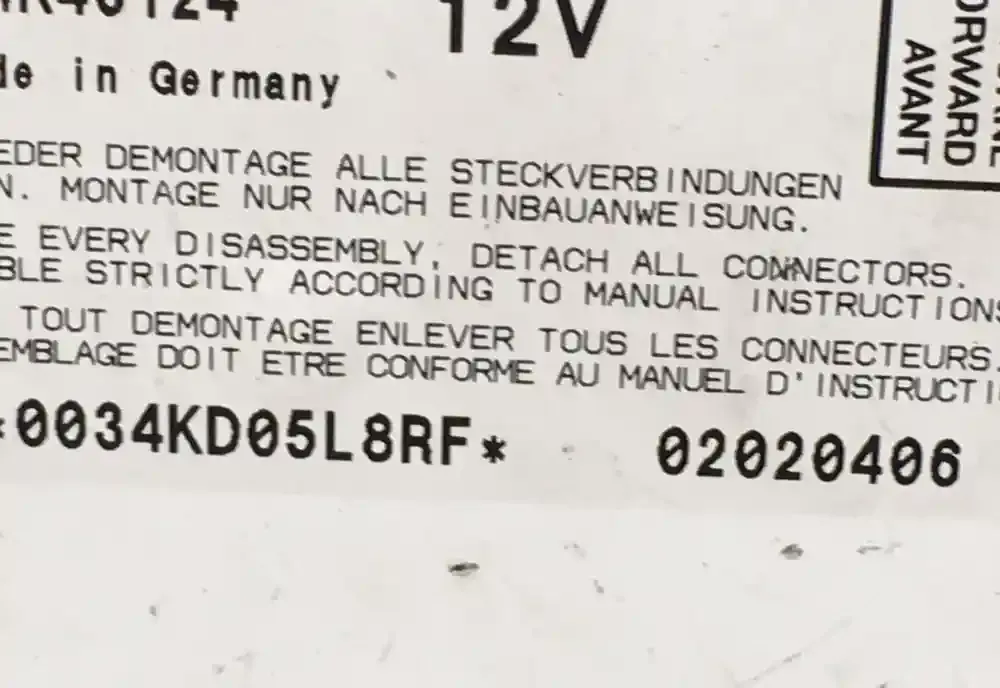 12V
de in Germany
FORWARD
AVANT
EDER DEMONTAGE ALLE STECKVERBINDUNGEN
N. MONTAGE NUR NACH EINBAUANWEISUNG.
E EVERY DISASSEMBLY, DETACH ALL CONNECTORS.
BLE STRICTLY ACCORDING TO MANUAL INSTRUCTIONS
TOUT DEMONTAGE ENLEVER TOUS LES CONNECTEURS.
EMBLAGE DOIT ETRE CONFORME AU MANUEL D'INSTRUCTI
*0034KD05L8RF* 02020406